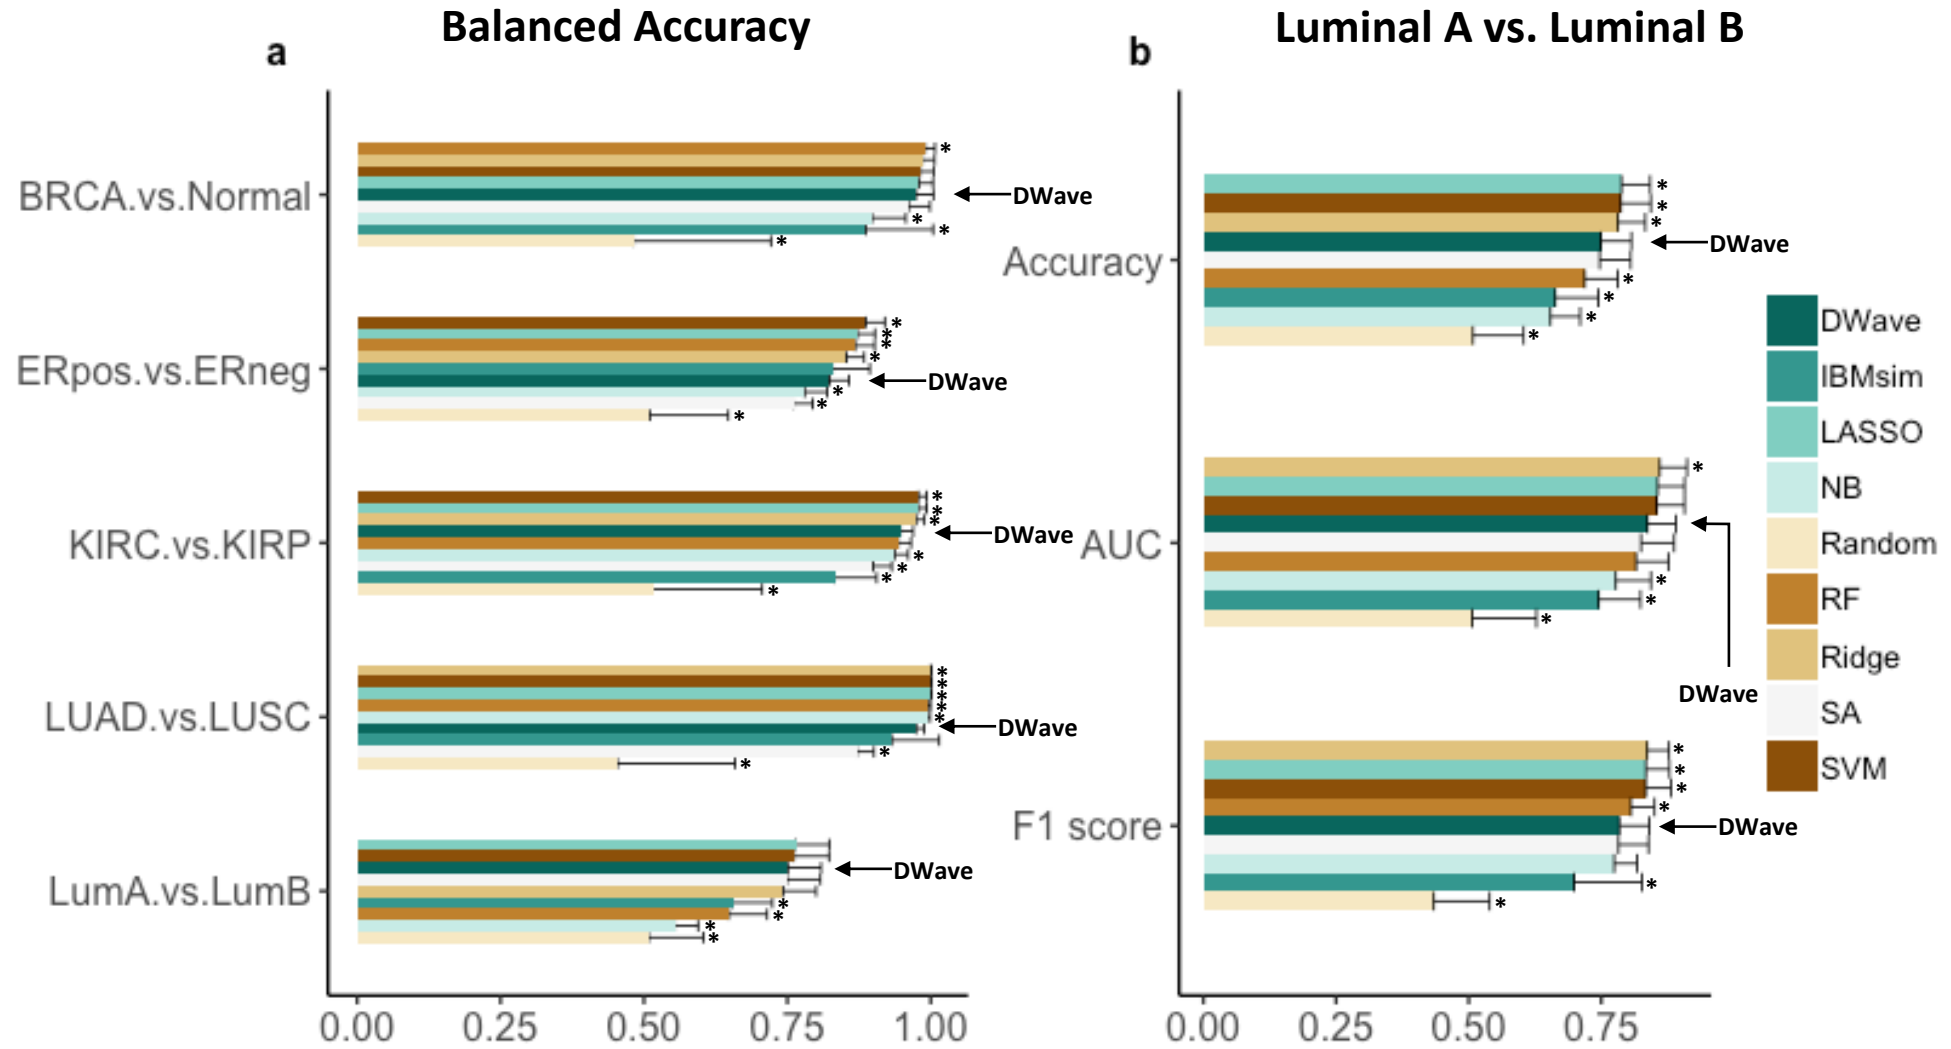 Balanced Accuracy
Luminal A vs. Luminal B
a
b
BRCA.vs.Normal
* 
*
*
*
DWave
ERpos.vs.ERneg
*
*
*
*
*
*
*
DWave
KIRC.vs.KIRP
*
*
*
*
*
*
*
DWave
LUAD.vs.LUSC
*
*
*
*
*
*
*
DWave
LumA.vs.LumB
*
*
*
*
DWave
0.00 0.25 0.50 0.75 1.00
Accuracy
*
*
*
*
*
*
*
DWave
AUC
*
*
*
*
DWave
F1 score
*
*
*
*
*
*
DWave
0.00 0.25 0.50 0.75
DWave
IBMsim
LASSO
NB
Random
RF
Ridge
SA
SVM